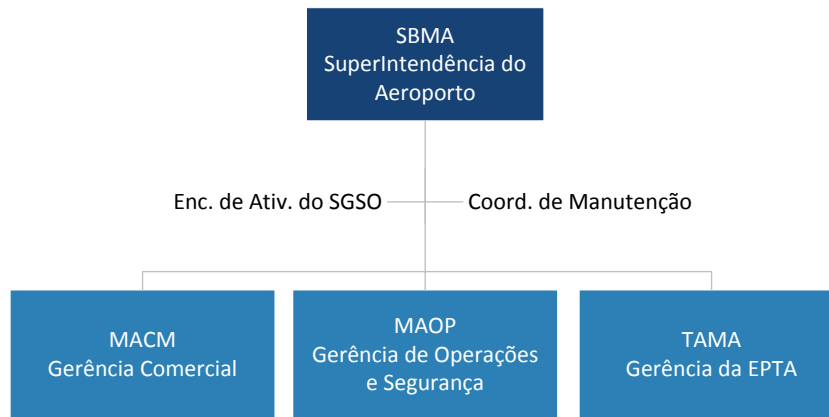 SBMA
SuperIntendência do
Aeroporto
Enc. de Ativ. do SGSO
Coord. de Manutenção
MACM
Gerência Comercial
MAOP
Gerência de Operações
e Segurança
TAMA
Gerência da EPTA